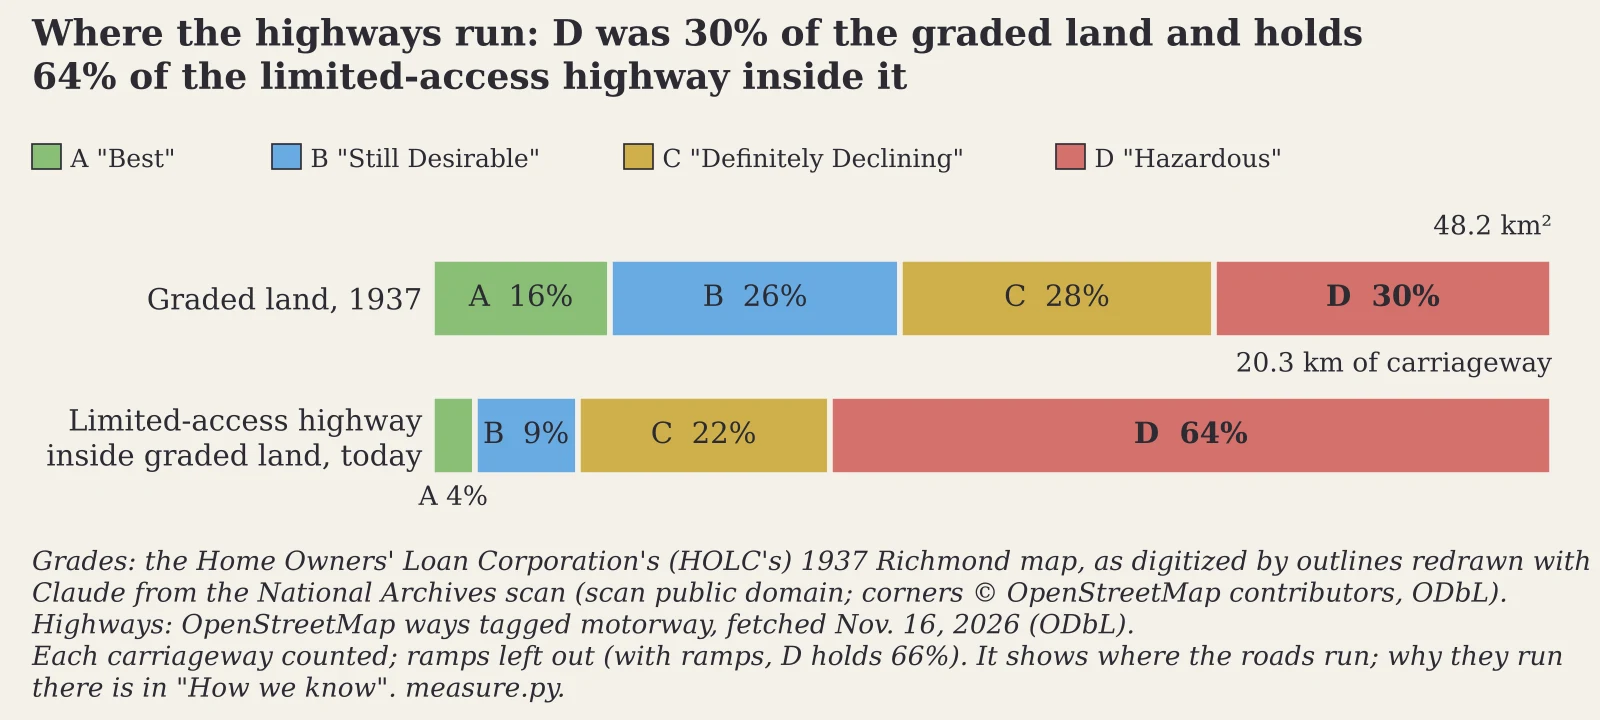 Where the highways run: D was 30% of the graded land and holds
64% of the limited-access highway inside it
A "Best"
B "Still Desirable"
C "Definitely Declining"
D "Hazardous"
48.2 km²
Graded land, 1937
A 16%
B 26%
C 28%
D 30%
20.3 km of carriageway
Limited-access highway
inside graded land, today
B 9%
C 22%
D 64%
A 4%
Grades: the Home Owners' Loan Corporation's (HOLC's) 1937 Richmond map, as digitized by outlines redrawn with
Claude from the National Archives scan (scan public domain; corners © OpenStreetMap contributors, ODbL).
Highways: OpenStreetMap ways tagged motorway, fetched Nov. 16, 2026 (ODbL).
Each carriageway counted; ramps left out (with ramps, D holds 66%). It shows where the roads run; why they run
there is in "How we know". measure.py.